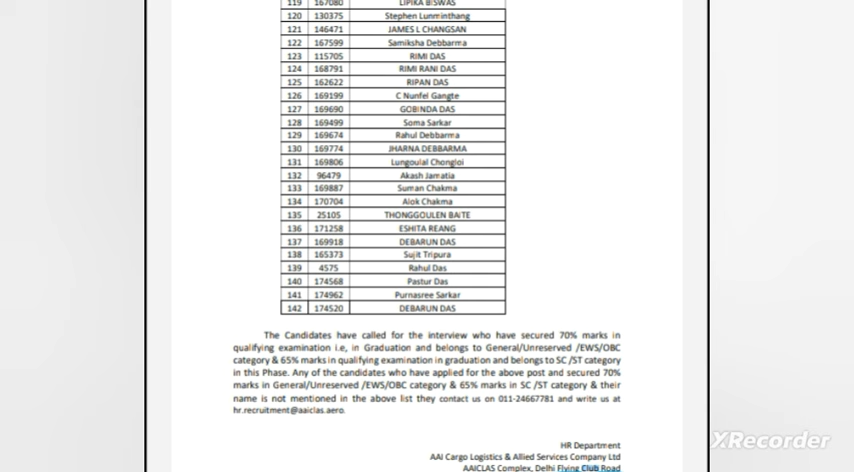 119 167080 LIPIKA BISWAS
120 130375 Stephen Lunminthang
121 146471 JAMES L CHANGSAN
122 167599 Samiksha Debbarma
123 115705 RIMI DAS
124 168791 RIMI RANI DAS
125 162622 RIPAN DAS
126 169199 C Nunfel Gangte
127 169690 GOBINDA DAS
128 169499 Soma Sarkar
129 169674 Rahul Debbarma
130 169774 JHARNA DEBBARMA
131 169806 Lungoulal Chongloi
132 96479 Akash Jamatia
133 169887 Suman Chakma
134 170704 Alok Chakma
135 25105 THONGGOULEN BAITE
136 171258 ESHITA REANG
137 169918 DEBARUN DAS
138 165373 Sujit Tripura
139 4575 Rahul Das
140 174568 Pastur Das
141 174962 Purnasree Sarkar
142 174520 DEBARUN DAS
The Candidates have called for the interview who have secured 70% marks in
qualifying examination i.e, in Graduation and belongs to General/Unreserved /EWS/OBC
category & 65% marks in qualifying examination in graduation and belongs to SC /ST category
in this Phase. Any of the candidates who have applied for the above post and secured 70%
marks in General/Unreserved /EWS/OBC category & 65% marks in SC /ST category & their
name is not mentioned in the above list they contact us on 011-24667781 and write us at
hr.recruitment@aaiclas.aero.
XRecorder
HR Department
AAI Cargo Logistics & Allied Services Company Ltd
AAICLAS Complex, Delhi Flying Club Road